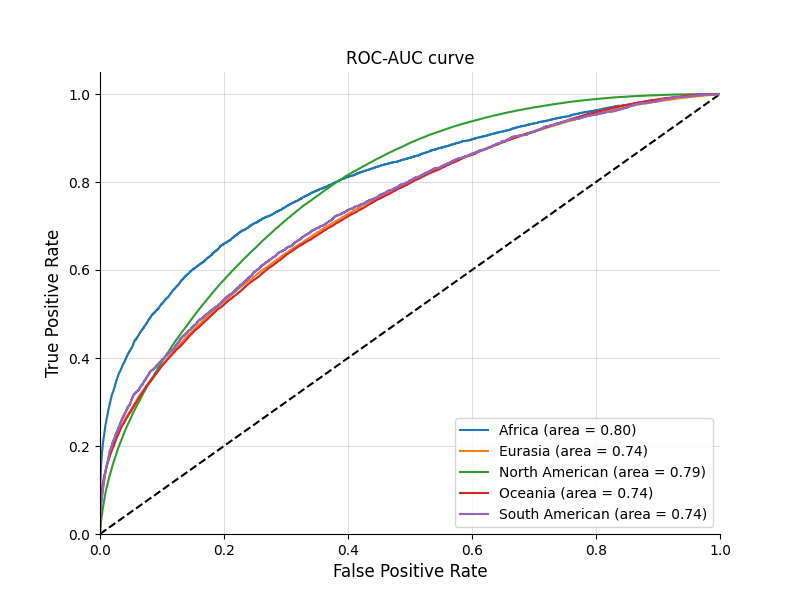 ROC-AUC curve
True Positive Rate
1.0
0.8
0.6
0.4
0.2
0.0
0.0 0.2 0.4 0.6 0.8 1.0
False Positive Rate
Africa (area = 0.80)
Eurasia (area = 0.74)
North American (area = 0.79)
Oceania (area = 0.74)
South American (area = 0.74)